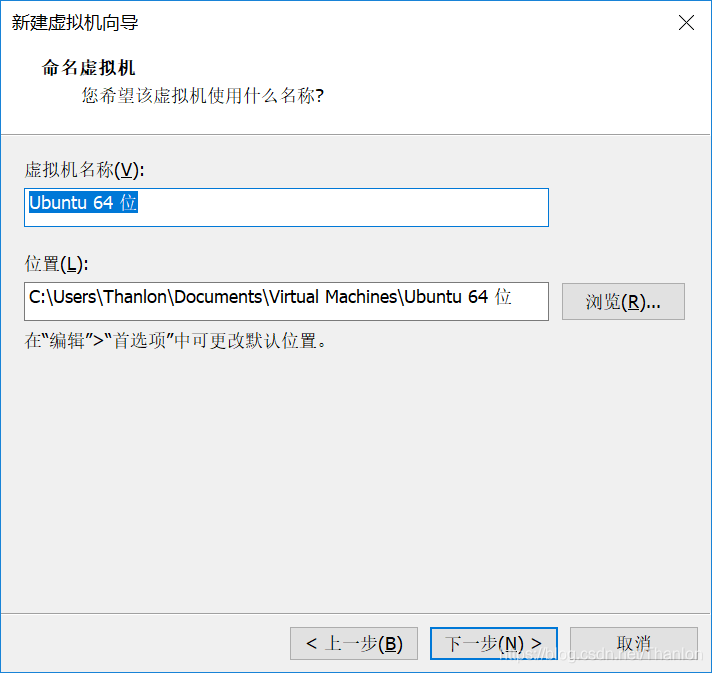 新建虚拟机向导
命名虚拟机
您希望该虚拟机使用什么名称?
虚拟机名称(V):
Ubuntu 64 位
位置(L):
C:\Users\Thanlon\Documents\Virtual Machines\Ubuntu 64 位
浏览(R)...
在“编辑”>“首选项”中可更改默认位置。
< 上一步(B)
下一步(N) >
取消
https://blog.csdn.net/Thanlon